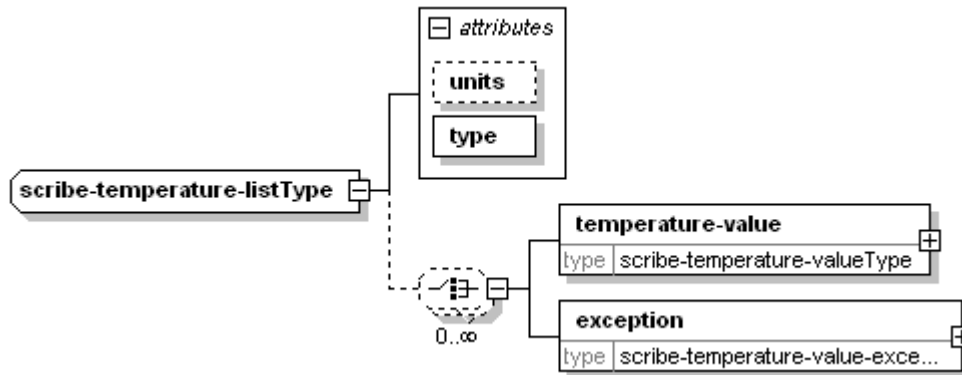 attributes
units
type
scribe-temperature-listType
temperature-value
type scribe-temperature-valueType
0..∞
exception
type scribe-temperature-value-exce...